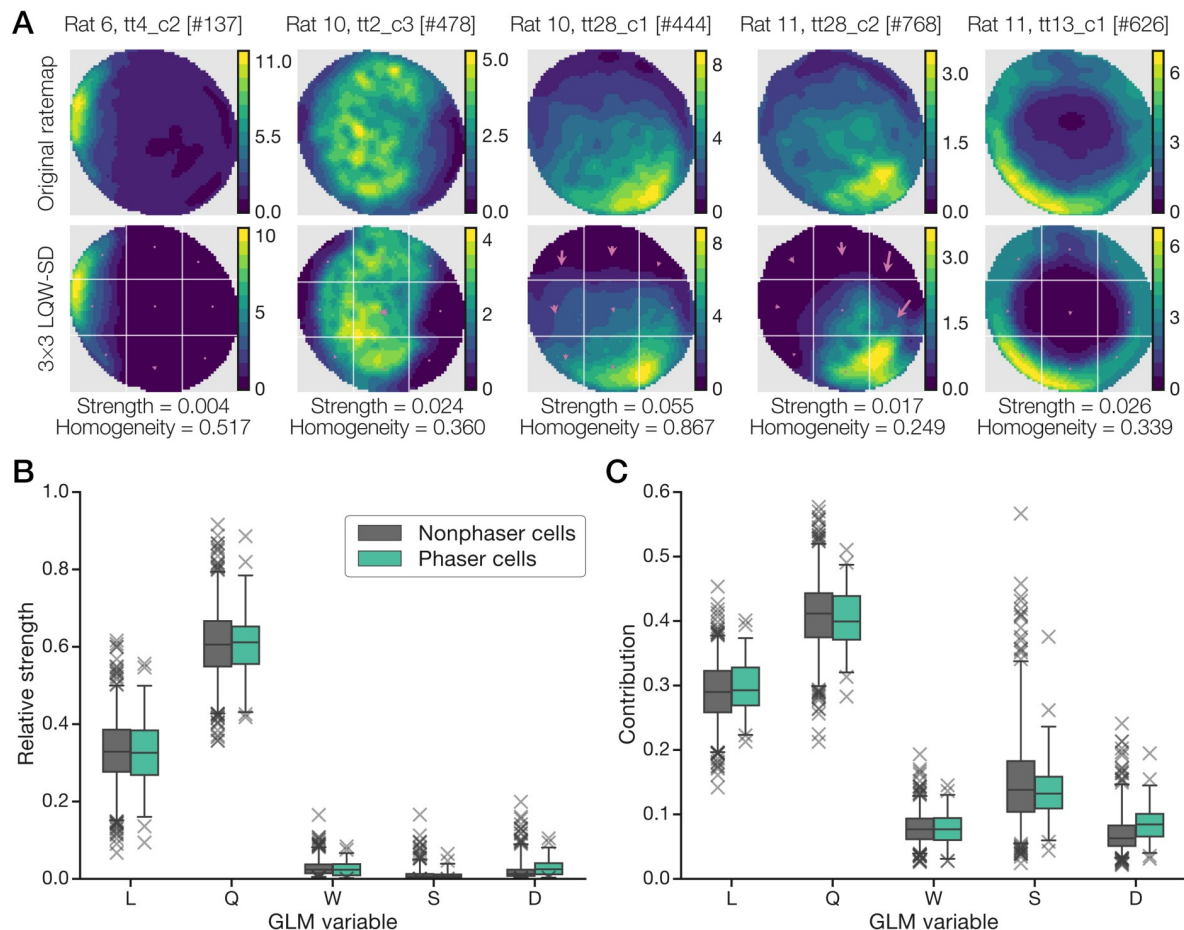 A
Rat 6, tt4_c2 [#137]
Rat 10, tt2_c3 [#478]
Rat 10, tt28_c1 [#444]
Rat 11, tt28_c2 [#768]
Rat 11, tt13_c1 [#626]
Original ratemap
11.0
5.5
0.0
5.0
2.5
0.0
8
4
0
3.0
1.5
0.0
6
3
0
3×3 LQW-SD
10
5
0
4
2
0
8
4
0
3.0
1.5
0.0
6
3
0
Strength = 0.004
Homogeneity = 0.517
Strength = 0.024
Homogeneity = 0.360
Strength = 0.055
Homogeneity = 0.867
Strength = 0.017
Homogeneity = 0.249
Strength = 0.026
Homogeneity = 0.339
B
Relative strength
1.0
0.8
0.6
0.4
0.2
0.0
Nonphaser cells
Phaser cells
L Q W S D
GLM variable
C
Contribution
0.6
0.5
0.4
0.3
0.2
0.1
0.0
L Q W S D
GLM variable